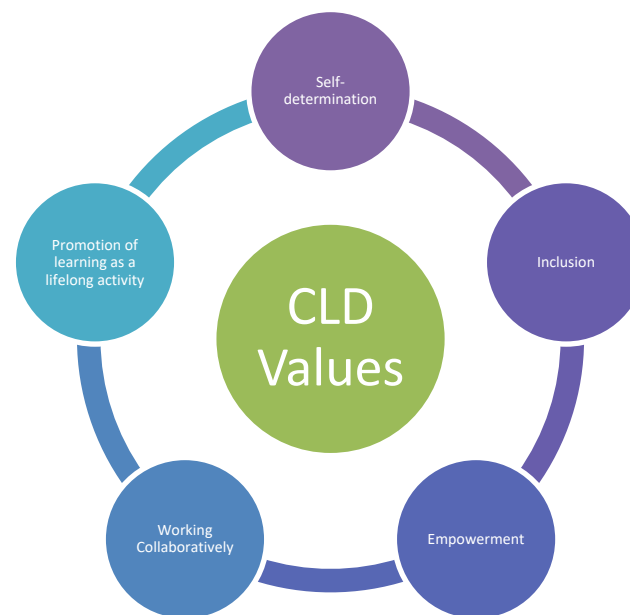 Self-
determination
Inclusion
Empowerment
Working
Collaboratively
Promotion of
learning as a
lifelong activity
CLD
Values